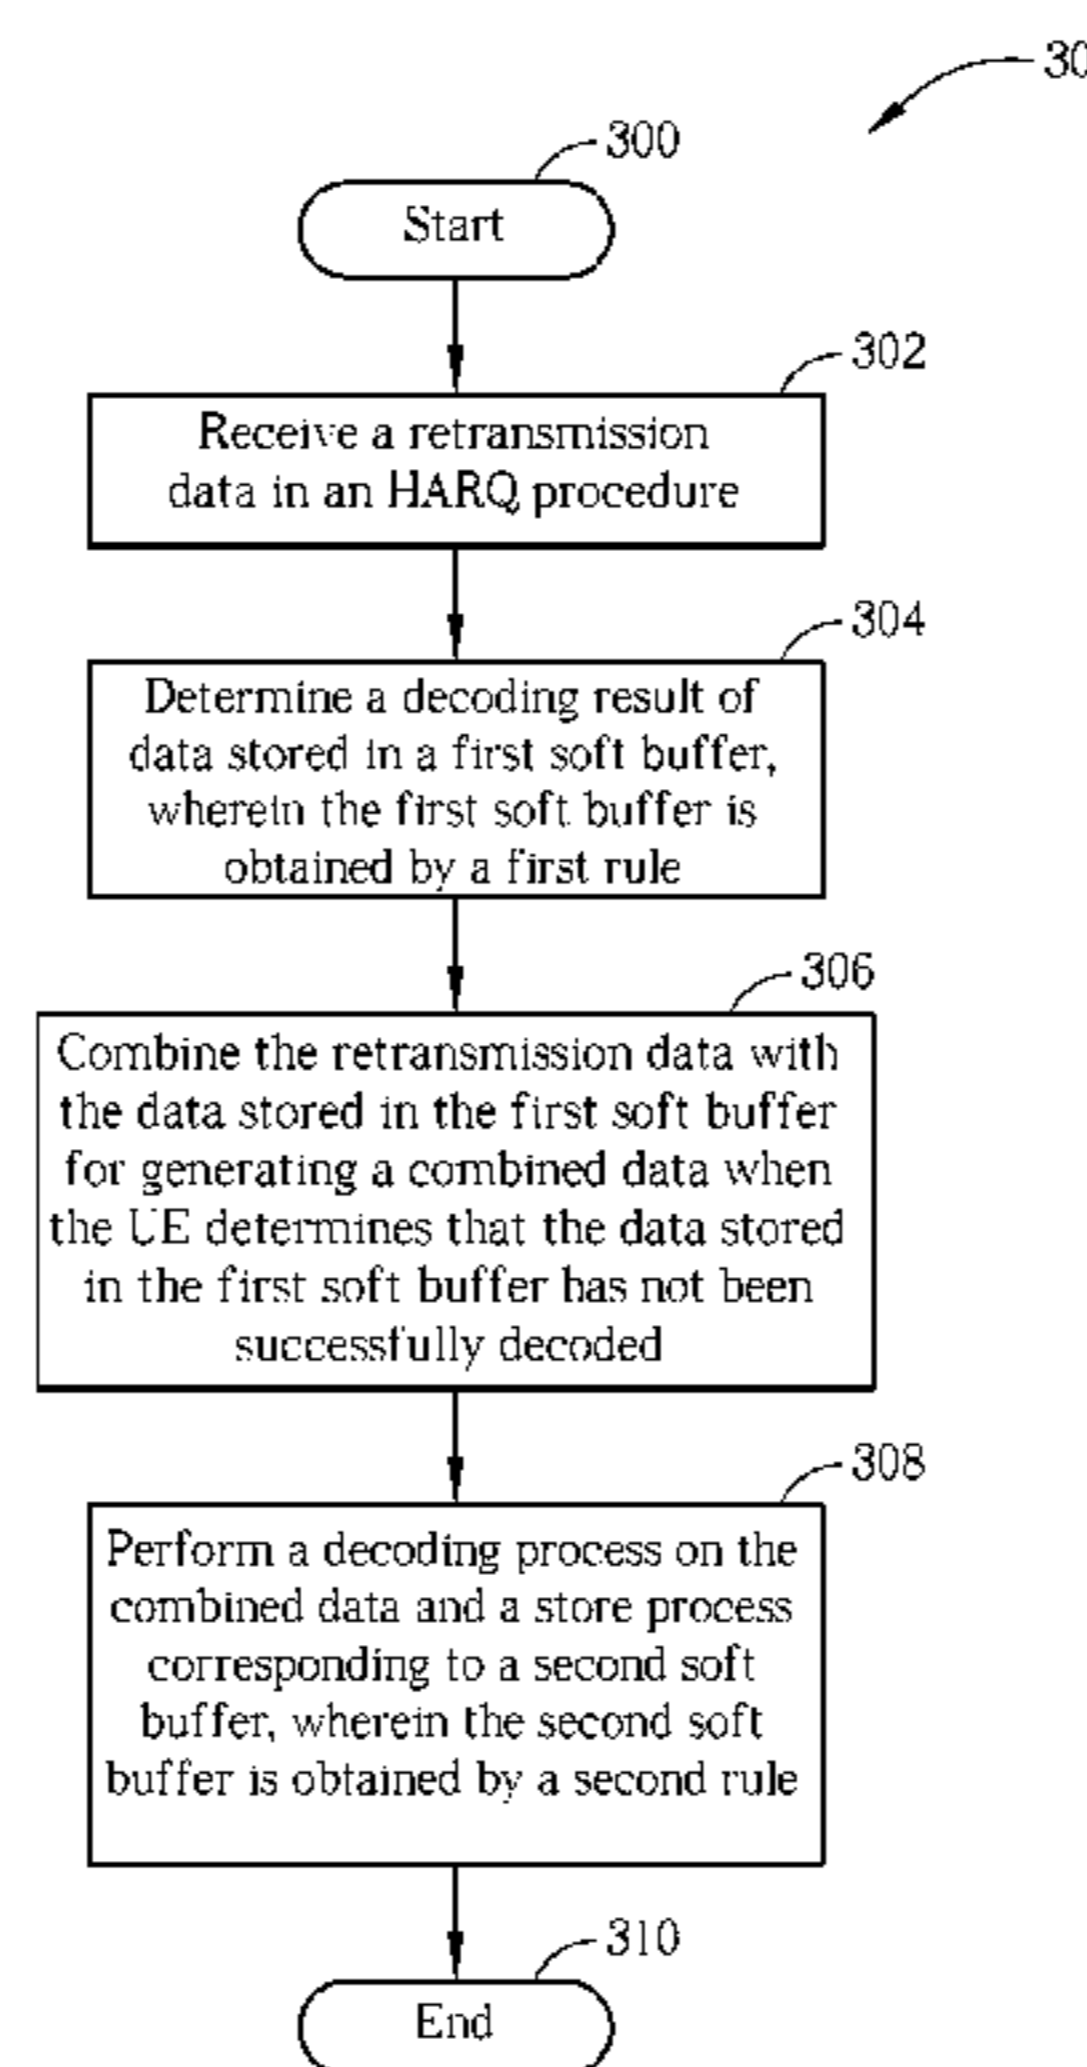 30
300
Start
302
Receive a retransmission
data in an HARQ procedure
304
Determine a decoding result of
data stored in a first soft buffer,
wherein the first soft buffer is
obtained by a first rule
306
Combine the retransmission data with
the data stored in the first soft buffer
for generating a combined data when
the UE determines that the data stored
in the first soft buffer has not been
successfully decoded
308
Perform a decoding process on the
combined data and a store process
corresponding to a second soft
buffer, wherein the second soft
buffer is obtained by a second rule
310
End